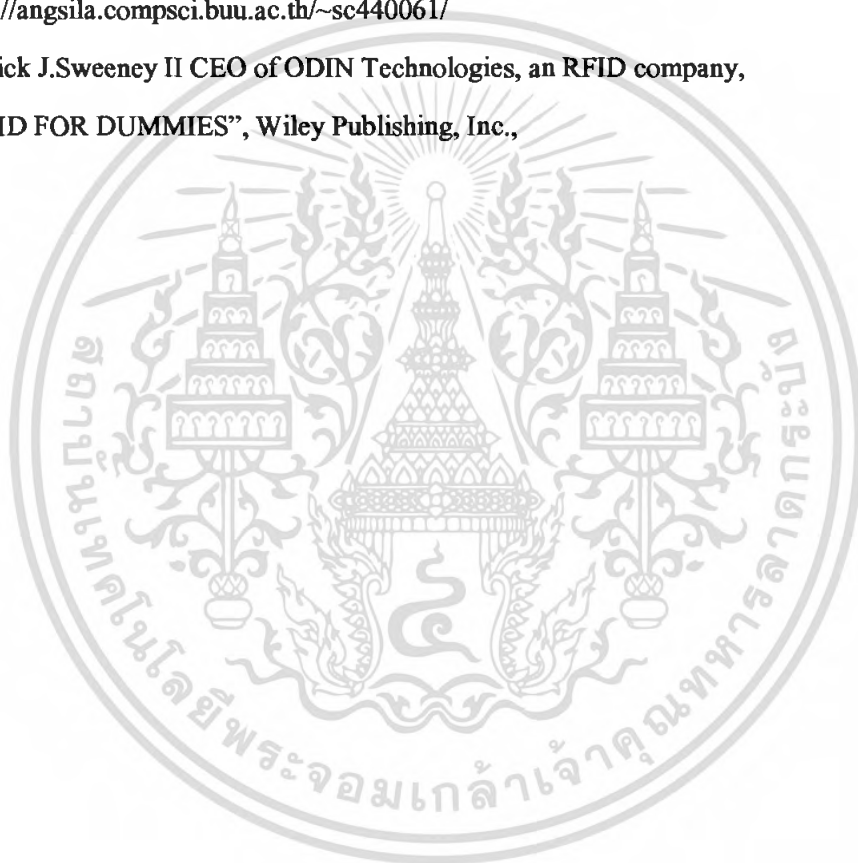 //angsila.compsci.buu.ac.th/~sc440061/
ick J.Sweeney II CEO of ODIN Technologies, an RFID company,
ID FOR DUMMIES”, Wiley Publishing, Inc.,
สถาบันเทคโนโลยีพระจอมเกล้าเจ้าคุณทหารลาดกระบัง